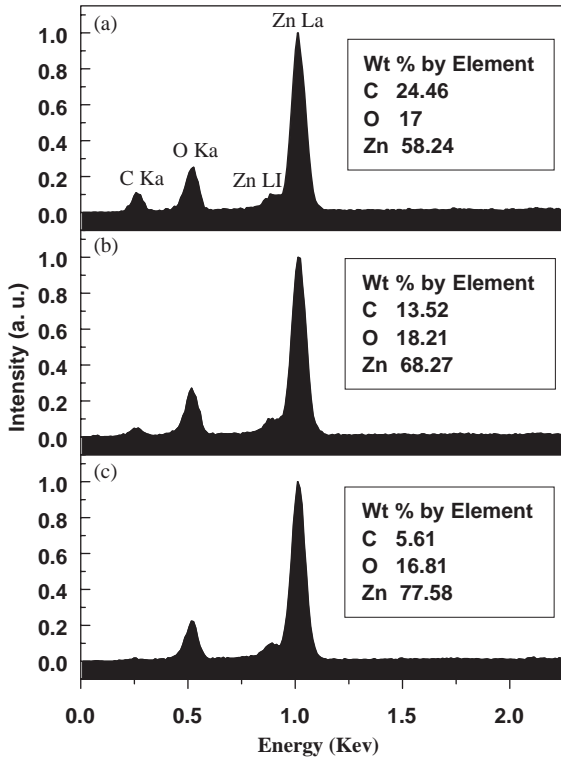 (a)
Zn La
1.0
0.8
0.6
0.4
0.2
0.0
O Ka
C Ka
Zn LI
Wt % by Element
C 24.46
O 17
Zn 58.24
(b)
1.0
0.8
0.6
0.4
0.2
0.0
Wt % by Element
C 13.52
O 18.21
Zn 68.27
Intensity (a. u.)
(c)
1.0
0.8
0.6
0.4
0.2
0.0
Wt % by Element
C 5.61
O 16.81
Zn 77.58
0.0 0.5 1.0 1.5 2.0
Energy (Kev)